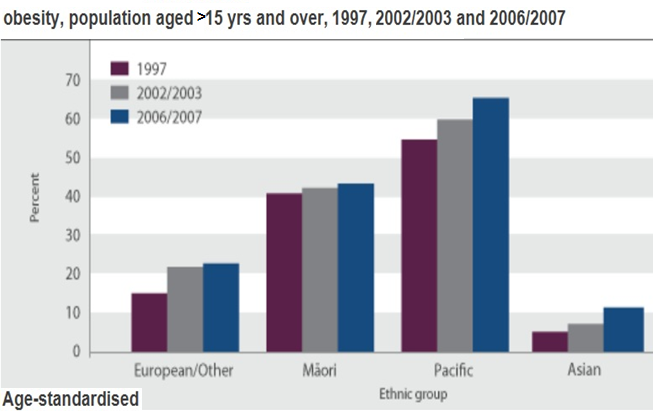 obesity, population aged >15 yrs and over, 1997, 2002/2003 and 2006/2007
1997
2002/2003
2006/2007
70
60
50
40
30
20
10
0
Percent
European/Other Māori Pacific Asian
Ethnic group
Age-standardised